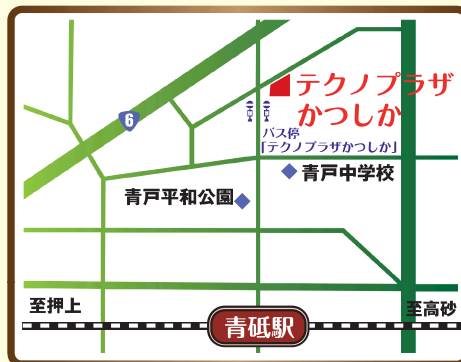 テクノプラザ
かつしか
6
バス停
「テクノプラザかつしか」
青戸中学校
青戸平和公園
至押上
至高砂
青砥駅